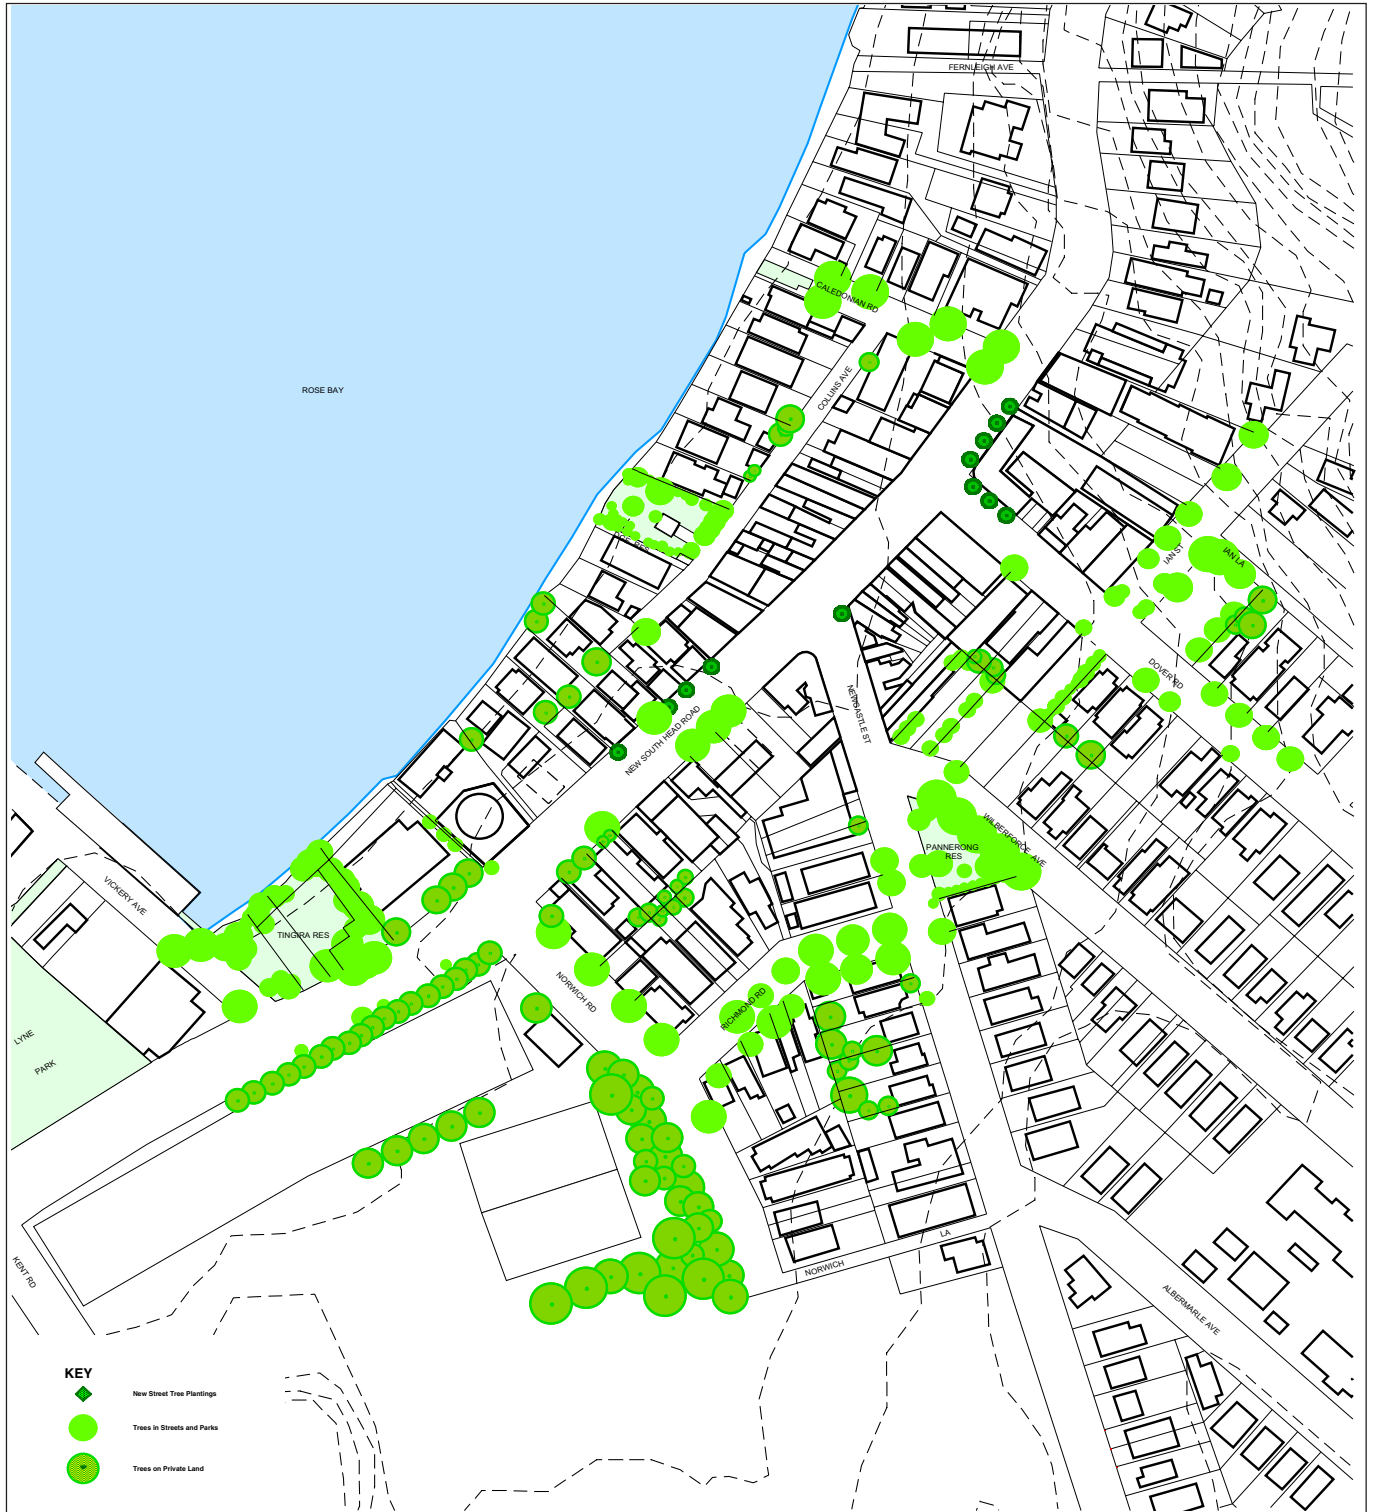 FERNLEIGH AVE
CALEDONIAN RD
ROSE BAY
COLLINS AVE
IAN ST
IAN LA
DOVER RD
NEWCASTLE ST
NEW SOUTH HEAD ROAD
WILBERFORCE AVE
PANNERONG
RES
VICKERY AVE
TINGIRA RES
NORWICH RD
RICHMOND RD
LYNE
PARK
NORWICH
LA
KENT RD
ALBERMARLE AVE
KEY
New Street Tree Plantings
Trees in Streets and Parks
Trees on Private Land